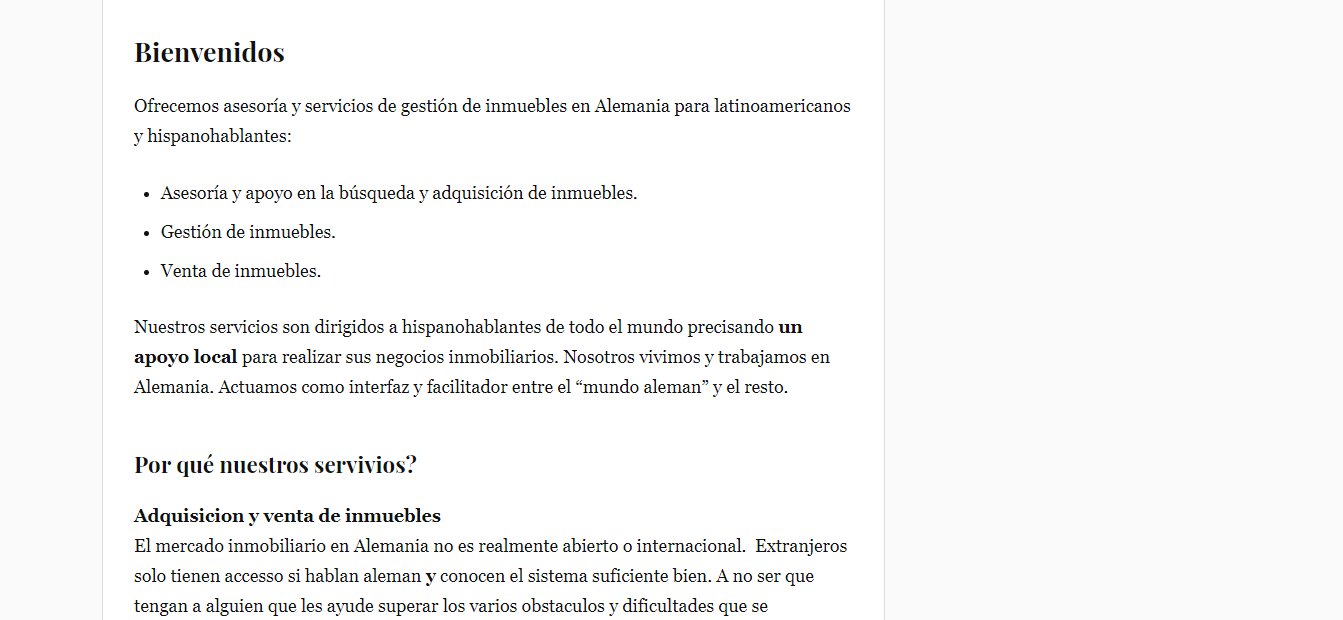 Bienvenidos
Ofrecemos asesoría y servicios de gestión de inmuebles en Alemania para latinoamericanos
y hispanohablantes:
• Asesoría y apoyo en la búsqueda y adquisición de inmuebles.
• Gestión de inmuebles.
• Venta de inmuebles.
Nuestros servicios son dirigidos a hispanohablantes de todo el mundo precisando un
apoyo local para realizar sus negocios inmobiliarios. Nosotros vivimos y trabajamos en
Alemania. Actuamos como interfaz y facilitador entre el “mundo aleman” y el resto.
Por qué nuestros servivios?
Adquisicion y venta de inmuebles
El mercado inmobiliario en Alemania no es realmente abierto o internacional.  Extranjeros
solo tienen accesso si hablan aleman y conocen el sistema suficiente bien. A no ser que
tengan a alguien que les ayude superar los varios obstaculos y dificultades que se